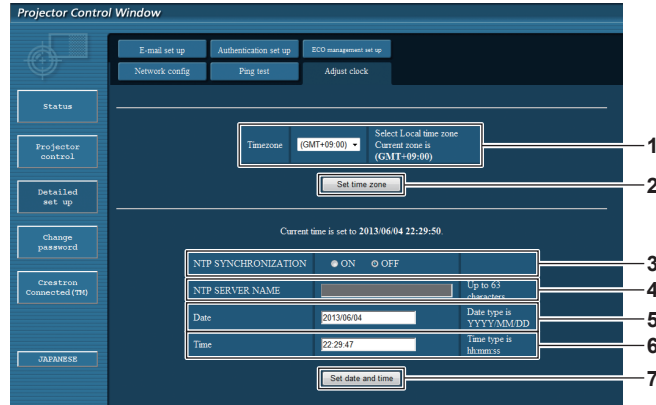 Projector Control Window
E-mail set up
Authentication set up
ECO management set up
Network config
Ping test
Adjust clock
Status
Projector control
Detailed set up
Change password
Crestron Connected(TM)
JAPANESE
Timezone
(GMT+09:00)
Select Local time zone
Current zone is
(GMT+09:00)
1
Set time zone
2
Current time is set to 2013/06/04 22:29:50.
NTP SYNCHRONIZATION
ON
OFF
3
NTP SERVER NAME
Up to 63 characters
4
Date
2013/06/04
Date type is
YYYY/MM/DD
5
Time
22:29:47
Time type is
hh:mm:ss
6
Set date and time
7